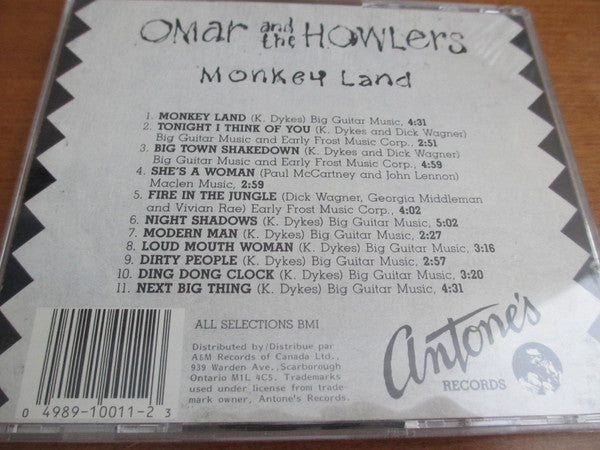 OMAR and the HOWLERS
Monkey Land
1. MONKEY LAND (K. Dykes) Big Guitar Music, 4:31
2. TONIGHT I THINK OF YOU (K. Dykes and Dick Wagner)
Big Guitar Music and Early Frost Music Corp., 2:51
3. BIG TOWN SHAKEDOWN (K. Dykes and Dick Wagner)
Big Guitar Music and Early Frost Music Corp., 4:59
4. SHE'S A WOMAN (Paul McCartney and John Lennon)
Maclen Music, 2:59
5. FIRE IN THE JUNGLE (Dick Wagner, Georgia Middleman
and Vivian Rae) Early Frost Music Corp., 4:02
6. NIGHT SHADOWS (K. Dykes) Big Guitar Music, 5:02
7. MODERN MAN (K. Dykes) Big Guitar Music, 2:27
8. LOUD MOUTH WOMAN (K. Dykes) Big Guitar Music, 3:16
9. DIRTY PEOPLE (K. Dykes) Big Guitar Music, 2:57
10. DING DONG CLOCK (K. Dykes) Big Guitar Music, 3:20
11. NEXT BIG THING (K. Dykes) Big Guitar Music, 4:31
ALL SELECTIONS BMI
Distributed by/Distribue par
A&M Records of Canada Ltd.,
939 Warden Ave., Scarborough
Ontario M1L 4C5. Trademarks
used under license from trade-
mark owner, Antone's Records.
Antone's
RECORDS
0 4989-10011-2 3